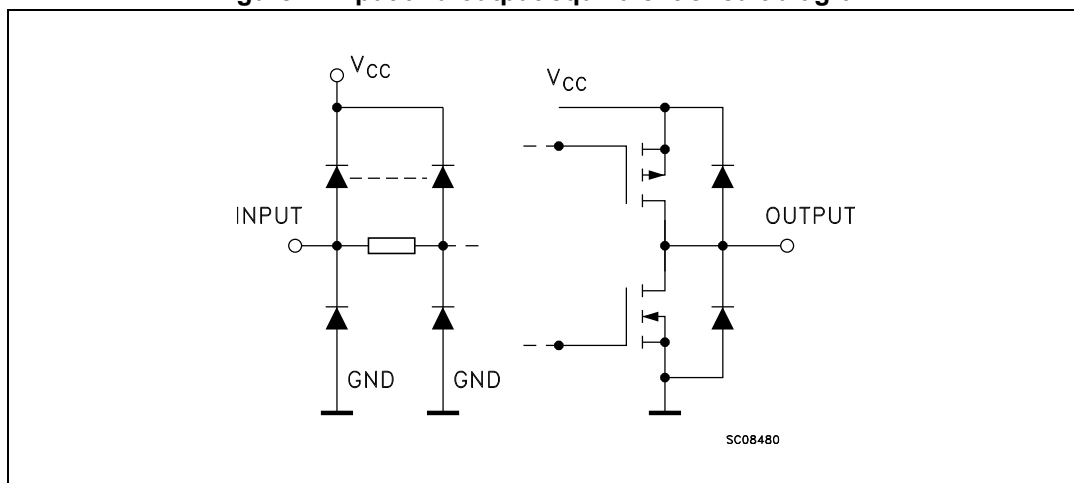 VCC
VCC
INPUT
OUTPUT
GND
GND
SC08480